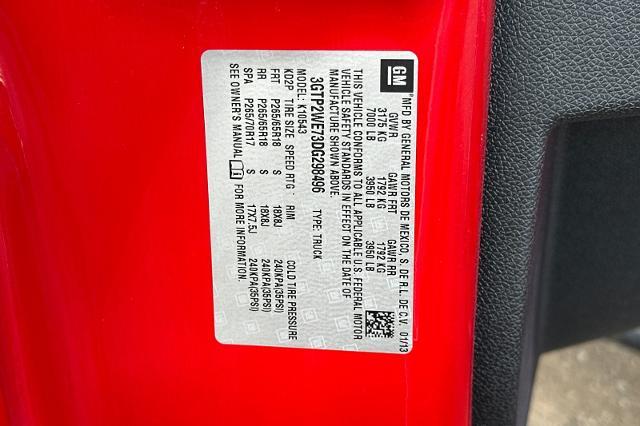 GM
MFD BY GENERAL MOTORS DE MEXICO, S. DE R.L. DE C.V. 01/13
GVWR GAWR FRT GAWR RR
3175 KG 1792 KG 1792 KG
7000 LB 3950 LB 3950 LB
THIS VEHICLE CONFORMS TO ALL APPLICABLE U.S. FEDERAL MOTOR
VEHICLE SAFETY STANDARDS IN EFFECT ON THE DATE OF
MANUFACTURE SHOWN ABOVE.
3GTP2WE73DG298496 TYPE: TRUCK
MODEL: K10543
KD2P TIRE SIZE SPEED RTG RIM COLD TIRE PRESSURE
FRT P265/65R18 S 18X8J 240KPA(35PSI)
RR P265/65R18 S 18X8J 240KPA(35PSI)
SPA P265/70R17 S 17X7.5J 240KPA(35PSI)
SEE OWNER'S MANUAL FOR MORE INFORMATION.